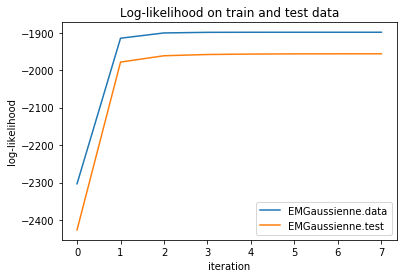 Log-likelihood on train and test data
log-likelihood
−1900
−2000
−2100
−2200
−2300
−2400
EMGaussienne.data
EMGaussienne.test
0 1 2 3 4 5 6 7
iteration